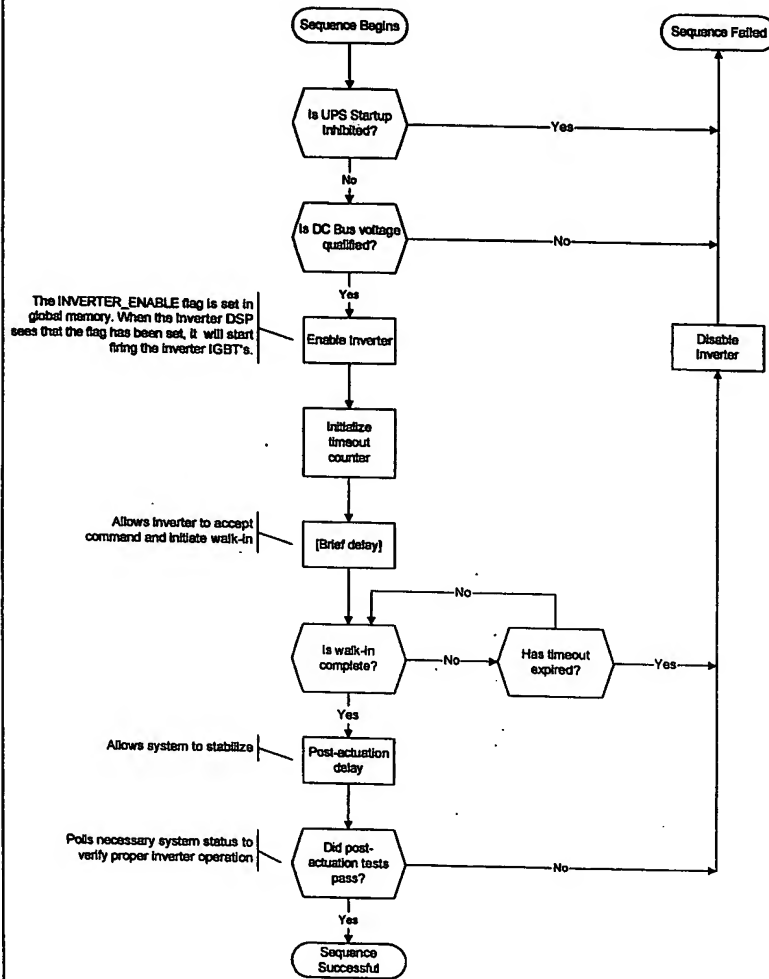 Sequence Begins
Sequence Failed
Is UPS Startup
Inhibited?
Yes
No
Is DC Bus voltage
qualified?
No
Yes
The INVERTER_ENABLE flag is set in
global memory. When the Inverter DSP
sees that the flag has been set, it will start
firing the inverter IGBT's.
Enable Inverter
Disable
Inverter
Initialize
timeout
counter
Allows inverter to accept
command and initiate walk-in
[Brief delay]
No
Is walk-in
complete?
No
Has timeout
expired?
Yes
Yes
Allows system to stabilize
Post-actuation
delay
Polls necessary system status to
verify proper inverter operation
Did post-
actuation tests
pass?
No
Yes
Sequence
Successful